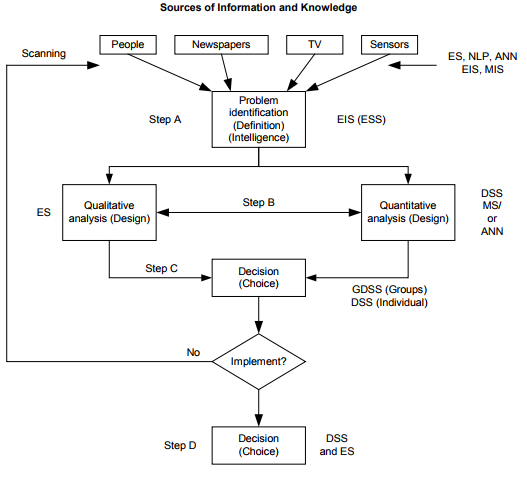 Sources of Information and Knowledge
Scanning
People
Newspapers
TV
Sensors
ES, NLP, ANN
EIS, MIS
Step A
Problem
identification
(Definition)
(Intelligence)
EIS (ESS)
ES
Qualitative
analysis (Design)
Step B
Quantitative
analysis (Design)
DSS
MS/
or
ANN
Step C
Decision
(Choice)
GDSS (Groups)
DSS (Individual)
No
Implement?
Step D
Decision
(Choice)
DSS
and ES